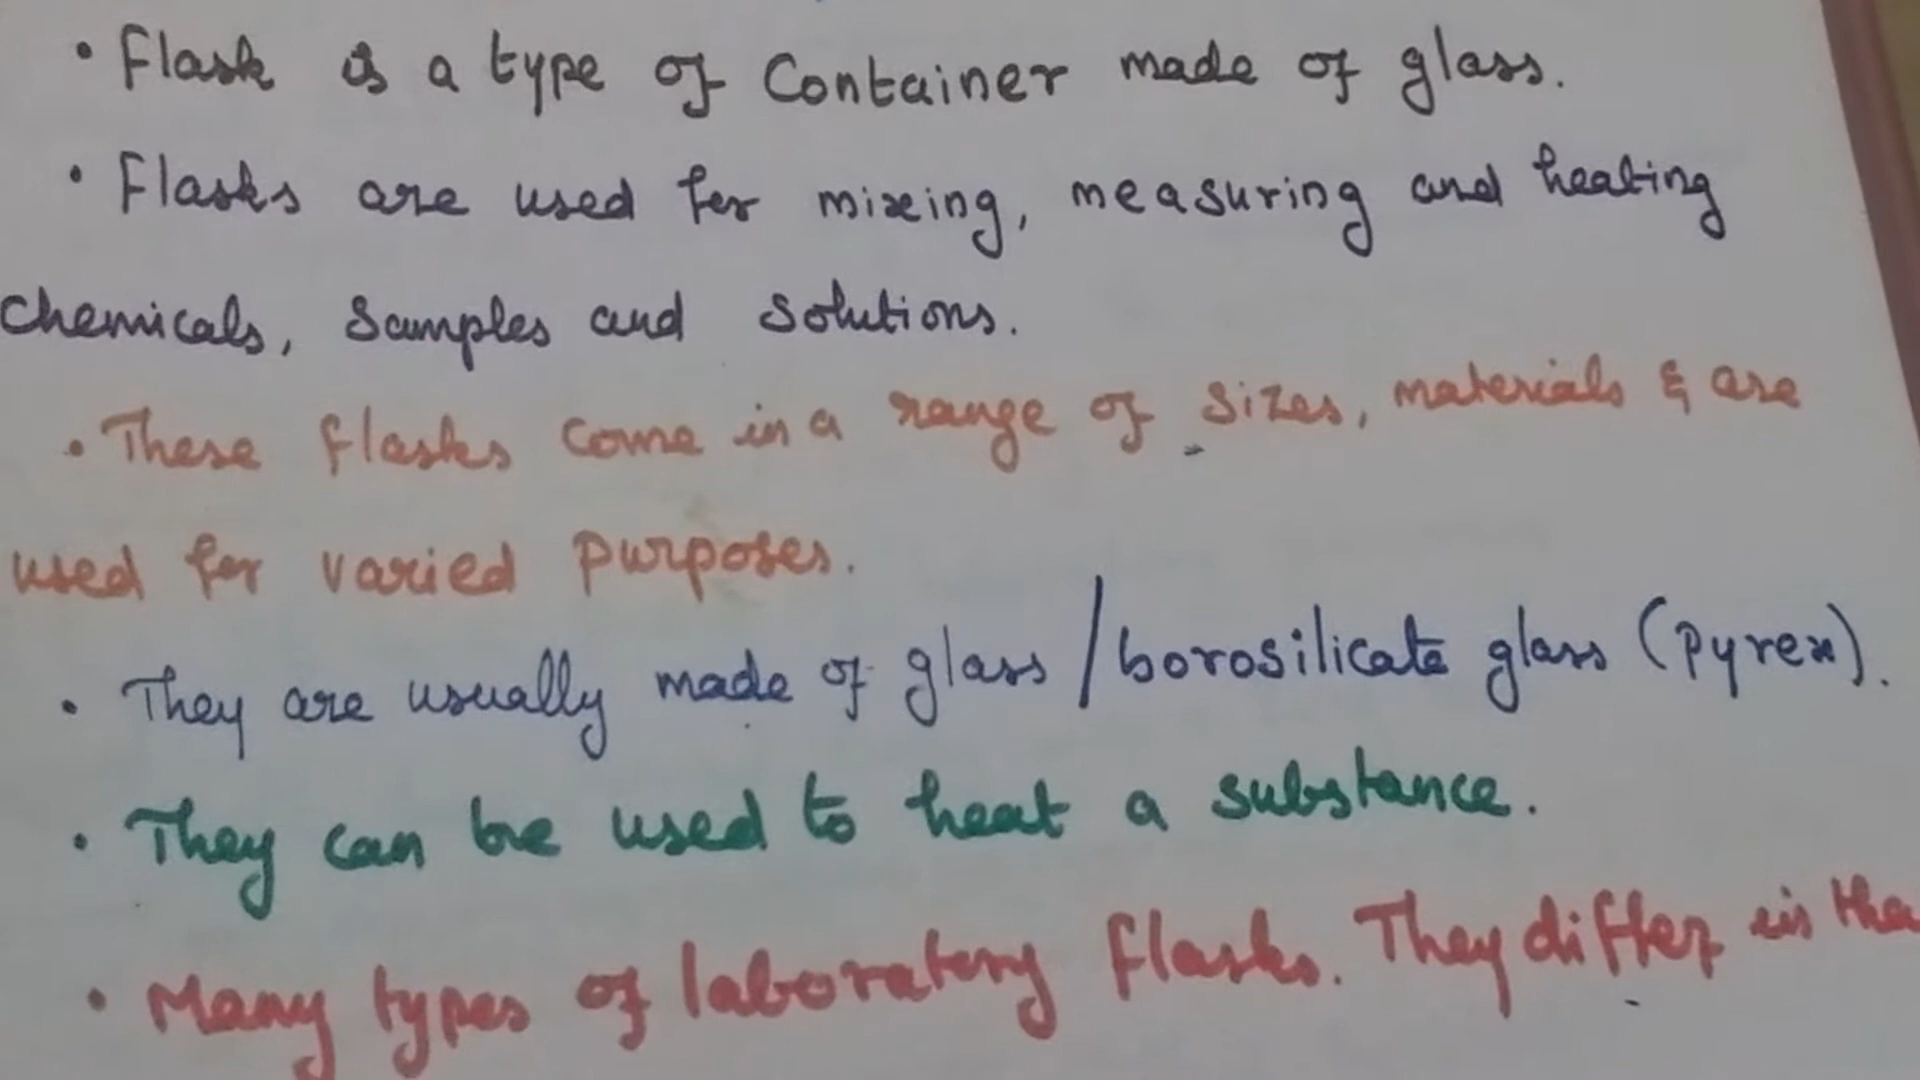 • Flask is a type of Container made of glass.
• Flasks are used for mixing, measuring and heating
Chemicals, Samples and Solutions.
• These flasks come in a range of sizes, materials & are
used for varied purposes.
• They are usually made of glass / borosilicate glass (pyrex).
• They can be used to heat a substance.
• Many types of laboratory flasks. They differ in the